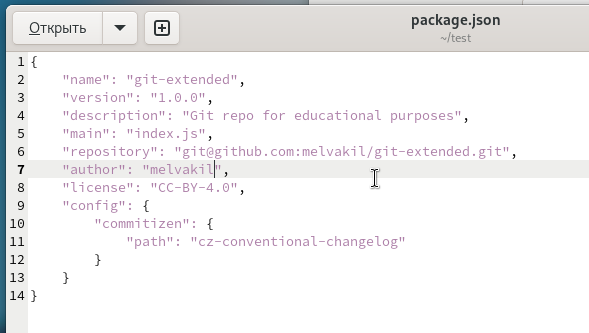 Открыть
package.json
~/test
1 {
2     "name": "git-extended",
3     "version": "1.0.0",
4     "description": "Git repo for educational purposes",
5     "main": "index.js",
6     "repository": "git@github.com:melvakil/git-extended.git",
7     "author": "melvakil",
8     "license": "CC-BY-4.0",
9     "config": {
10         "commitizen": {
11             "path": "cz-conventional-changelog"
12         }
13     }
14 }